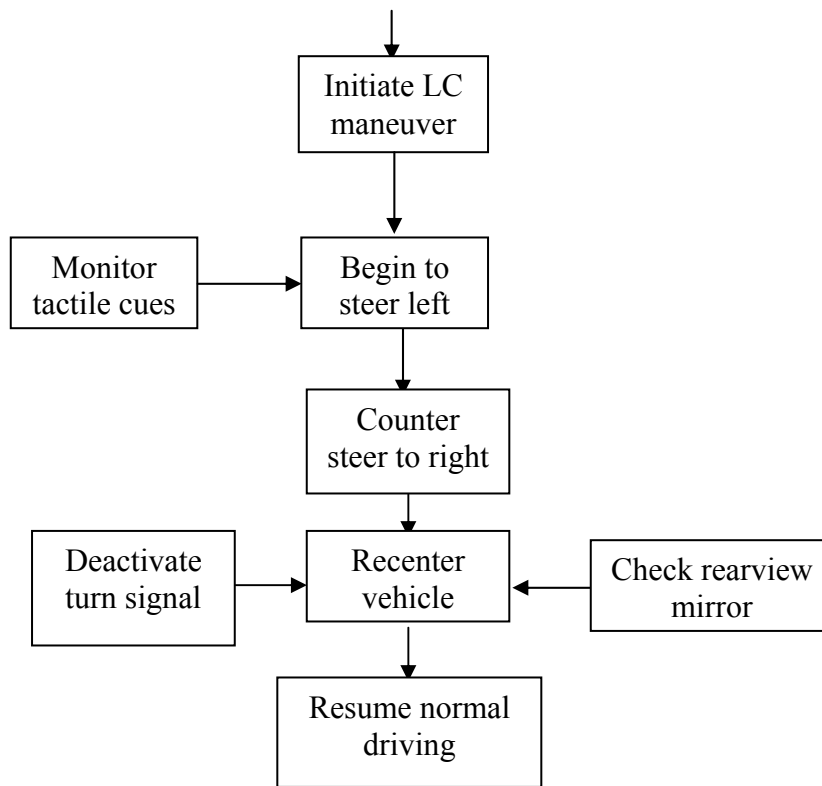 Initiate LC
maneuver
Monitor
tactile cues
Begin to
steer left
Counter
steer to right
Deactivate
turn signal
Recenter
vehicle
Check rearview
mirror
Resume normal
driving